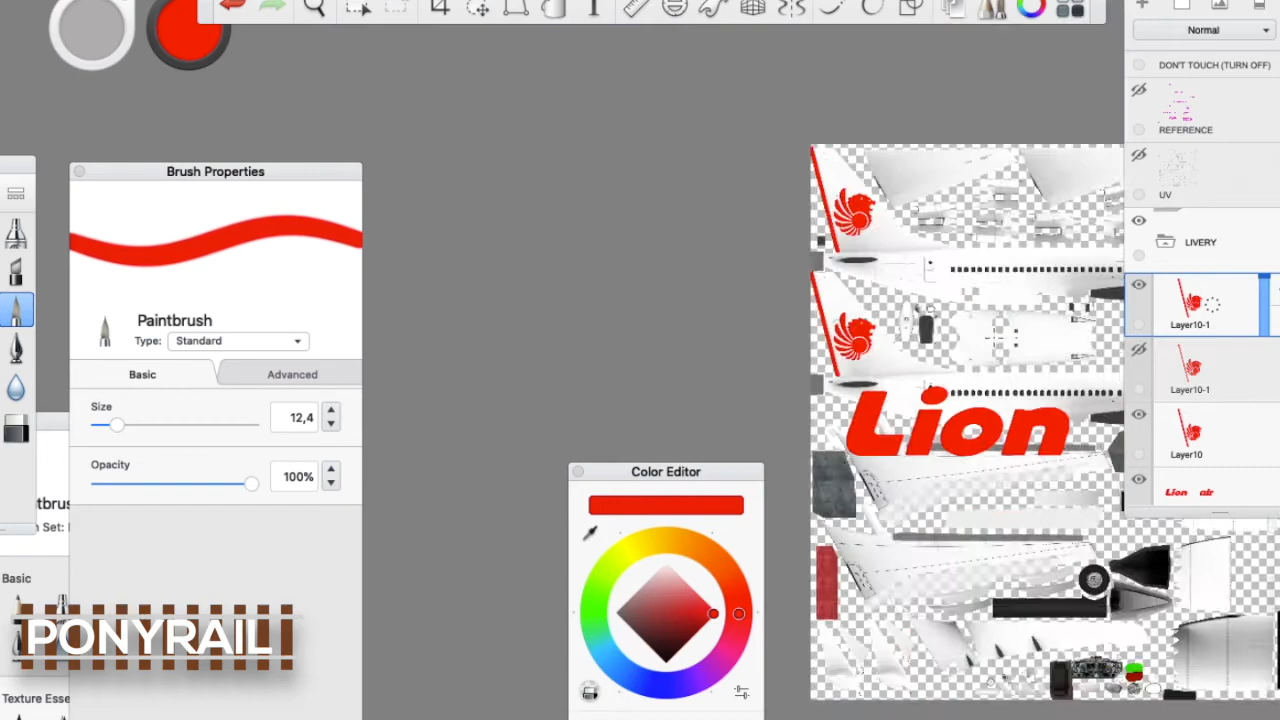 Normal
DON'T TOUCH (TURN OFF)
REFERENCE
UV
LIVERY
Layer10-1
Layer10-1
Layer10
Lion air
Brush Properties
Paintbrush
Type: Standard
Basic
Advanced
Size
12,4
Opacity
100%
Color Editor
Lion
Set:
Basic
PONYRAIL
Texture Esse